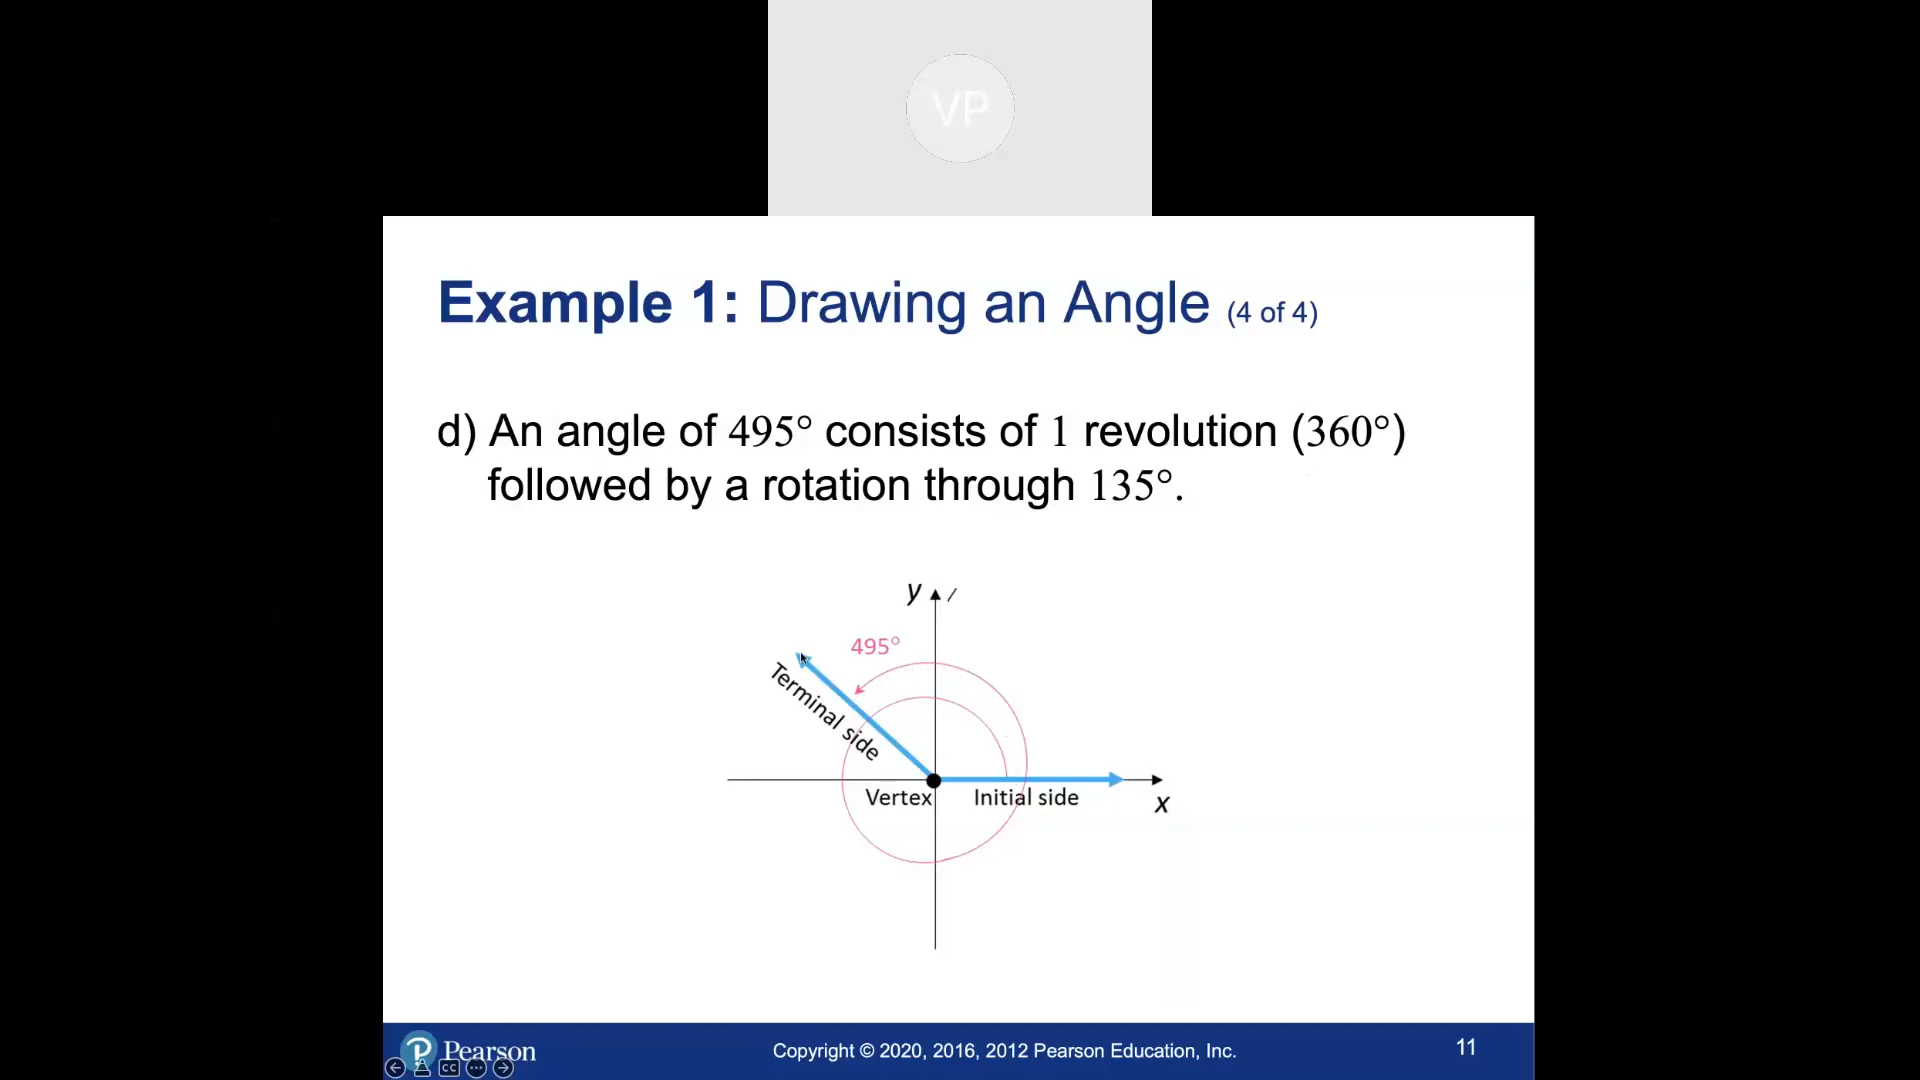 VP
Example 1: Drawing an Angle (4 of 4)
d) An angle of 495° consists of 1 revolution (360°)
followed by a rotation through 135°.
y
495°
Terminal side
Vertex
Initial side
x
P Pearson
CC
Copyright © 2020, 2016, 2012 Pearson Education, Inc.
11